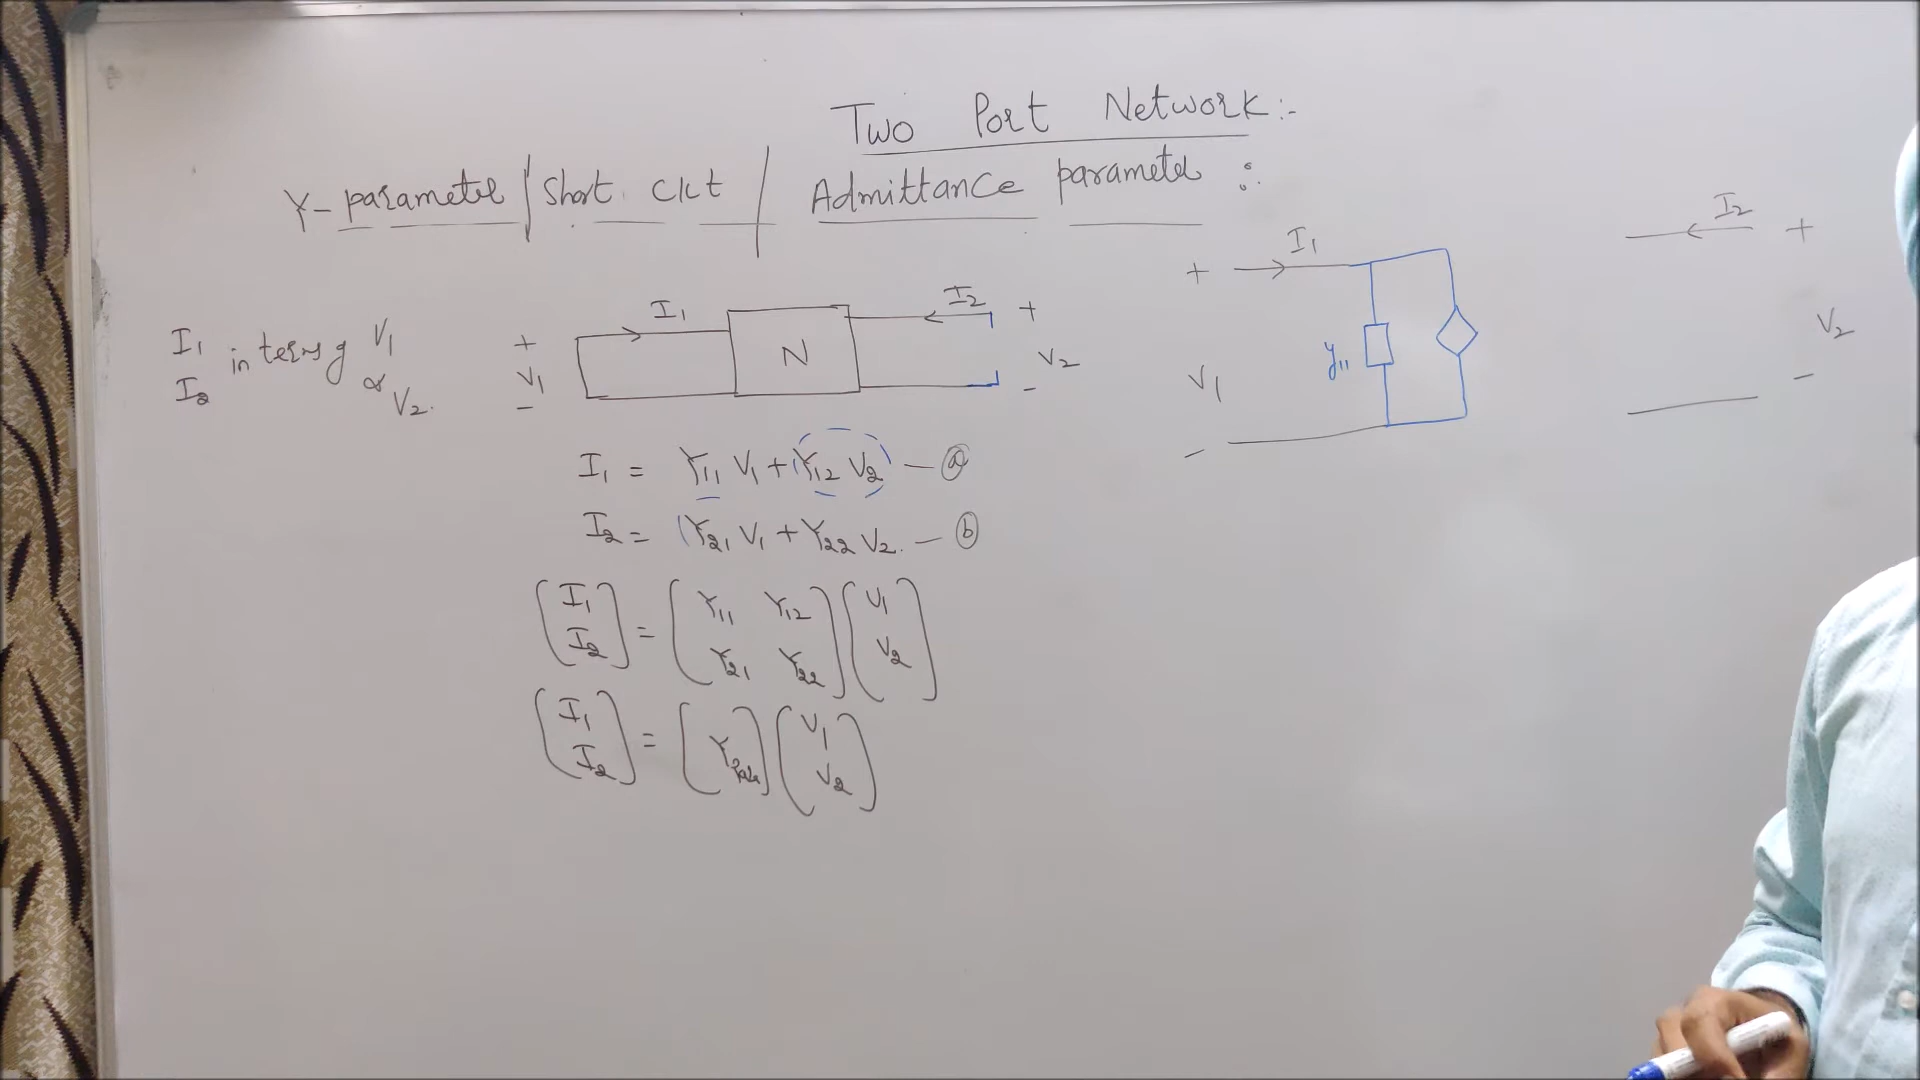 Two Port Network:-
Y-parameter | Short Ckt | Admittance parameter :
I1 in terms of V1
I2 & V2.
+ I1 N I2 +
V1 V2
- -
I1 = Y11 V1 + Y12 V2 — (a)
I2 = (Y21 V1 + Y22 V2. — (b)
(I1 I2) = (Y11 Y12 Y21 Y22) (V1 V2)
(I1 I2) = [Y] (V1 V2)
+ I1 I2 +
V1 y11 V2
- -